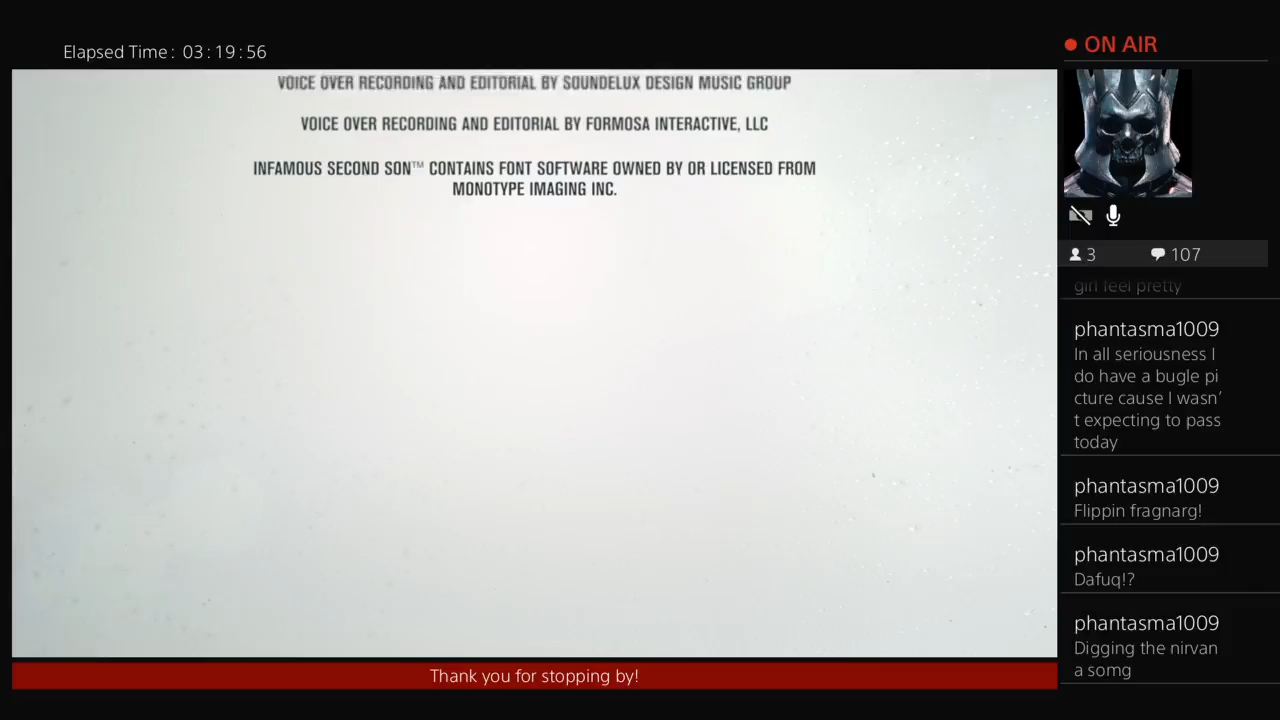 Elapsed Time: 03:19:56
ON AIR
VOICE OVER RECORDING AND EDITORIAL BY SOUNDELUX DESIGN MUSIC GROUP
VOICE OVER RECORDING AND EDITORIAL BY FORMOSA INTERACTIVE, LLC
INFAMOUS SECOND SON™ CONTAINS FONT SOFTWARE OWNED BY OR LICENSED FROM
MONOTYPE IMAGING INC.
3 107
girl feel pretty
phantasma1009
In all seriousness I
do have a bugle pi
cture cause I wasn'
t expecting to pass
today
phantasma1009
Flippin fragnarg!
phantasma1009
Dafuq!?
phantasma1009
Digging the nirvan
a somg
Thank you for stopping by!